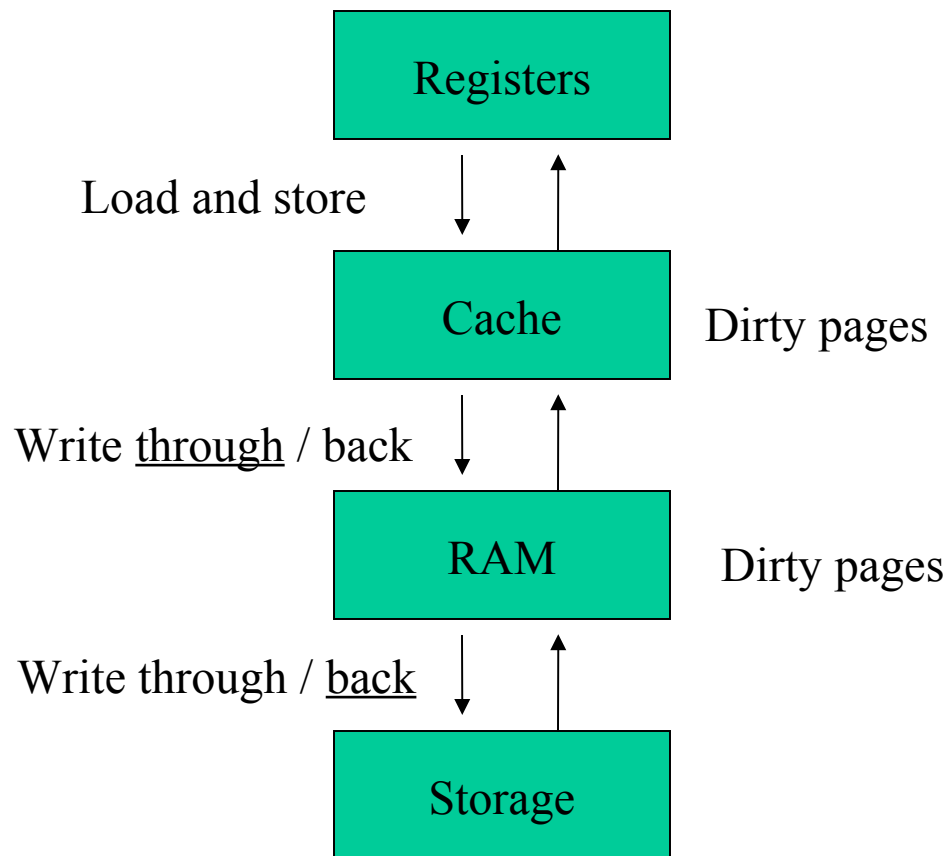 Registers
Load and store
Cache
Dirty pages
Write through / back
RAM
Dirty pages
Write through / back
Storage